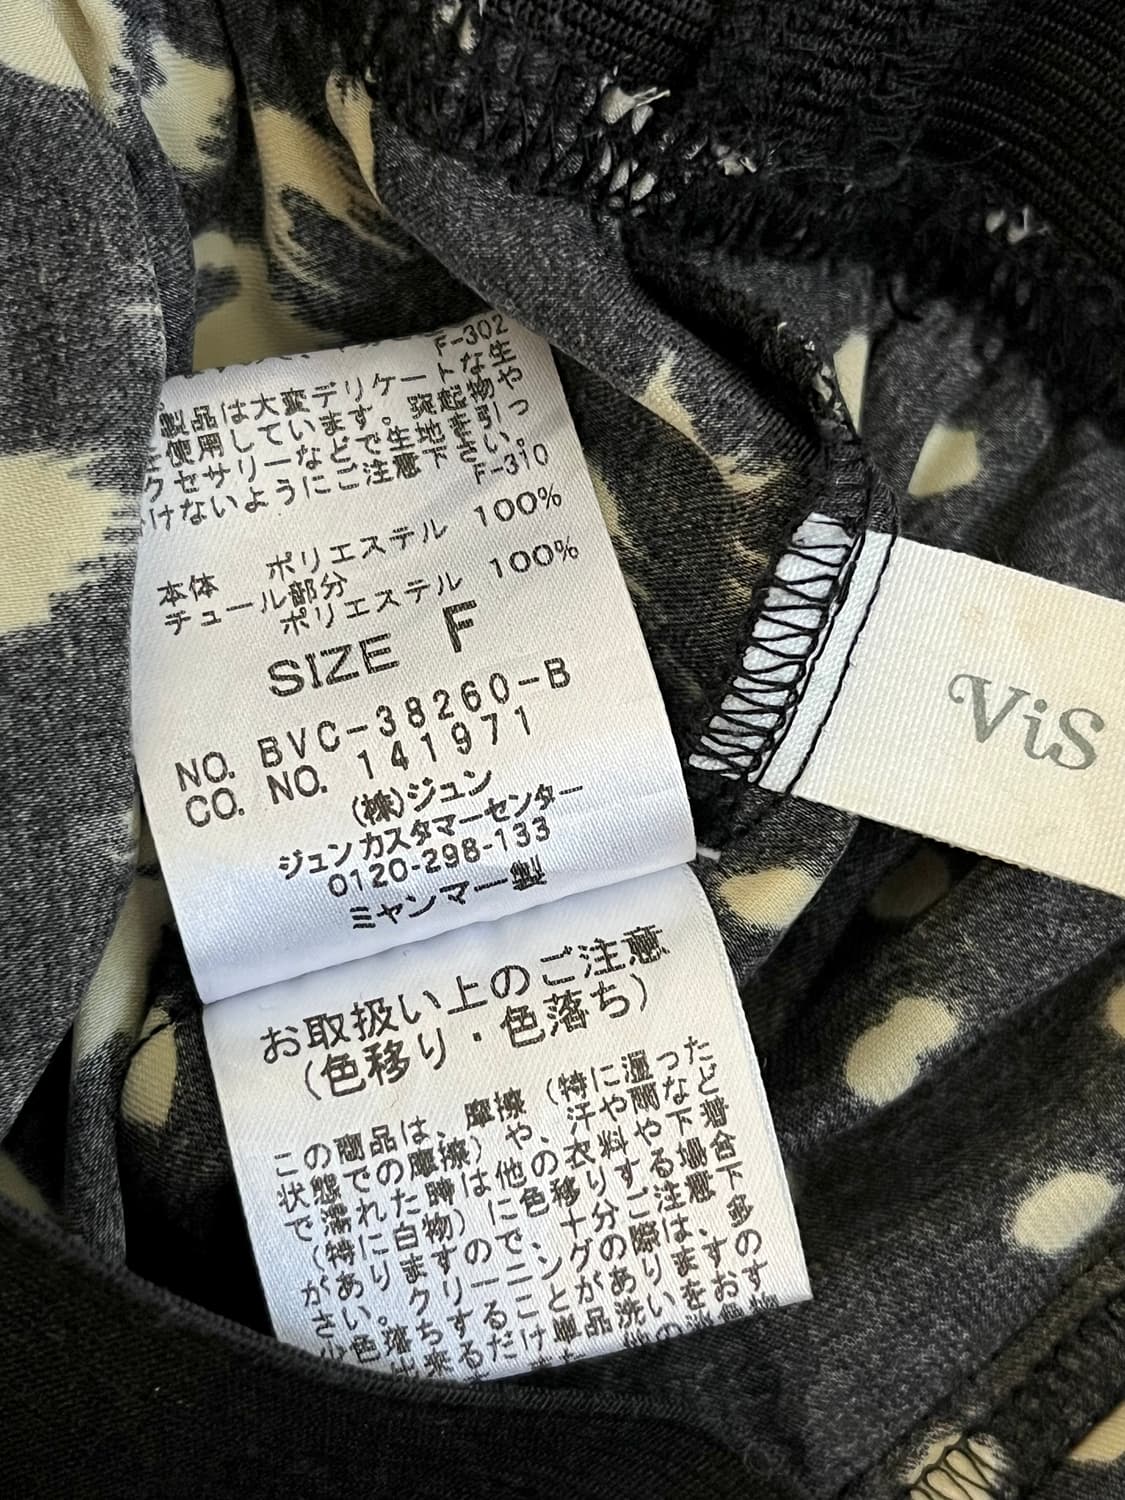 F-302
製品は大変デリケートな生
使用しています。突起物や
クセサリーなどで生地を引っ
けないようにご注意下さい。
F-310
本体 ポリエステル 100%
チュール部分
ポリエステル 100%
SIZE F
NO. BVC-38260-B
CO. NO. 141971
(株)ジュン
ジュンカスタマーセンター
0120-298-133
ミャンマー製
お取扱い上のご注意
(色移り・色落ち)
この商品は、摩擦(特に湿った
状態での摩擦)や、汗や雨など
で濡れた時は他の衣料や下着
(特に白物)に色移りする場合
がありますので、十分ご注意下
さい。クリーニングの際は、多
少色落ちすることがありますの
単品洗いをおす
ViS